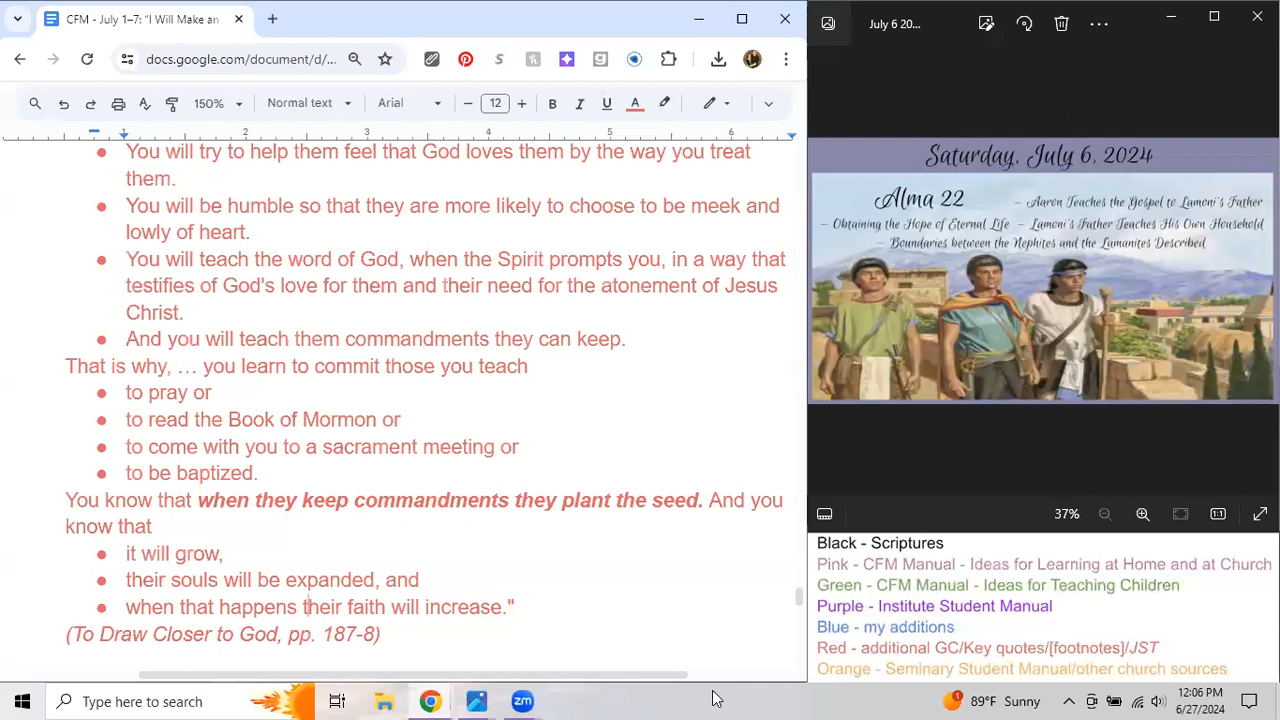 CFM - July 1–7: "I Will Make an
docs.google.com/document/d/...
150%
Normal text
Arial
12
B I U A
1 2 3 4 5 6
You will try to help them feel that God loves them by the way you treat
them.
You will be humble so that they are more likely to choose to be meek and
lowly of heart.
You will teach the word of God, when the Spirit prompts you, in a way that
testifies of God's love for them and their need for the atonement of Jesus
Christ.
And you will teach them commandments they can keep.
That is why, … you learn to commit those you teach
to pray or
to read the Book of Mormon or
to come with you to a sacrament meeting or
to be baptized.
You know that when they keep commandments they plant the seed. And you
know that
it will grow,
their souls will be expanded, and
when that happens their faith will increase."
(To Draw Closer to God, pp. 187-8)
July 6 20...
Saturday, July 6, 2024
Alma 22
– Aaron Teaches the Gospel to Lamoni's Father
– Obtaining the Hope of Eternal Life – Lamoni's Father Teaches His Own Household
– Boundaries between the Nephites and the Lamanites Described
37%
1:1
Black - Scriptures
Pink - CFM Manual - Ideas for Learning at Home and at Church
Green - CFM Manual - Ideas for Teaching Children
Purple - Institute Student Manual
Blue - my additions
Red - additional GC/Key quotes/[footnotes]/JST
Orange - Seminary Student Manual/other church sources
Type here to search
zm
1
89°F Sunny
12:06 PM
6/27/2024